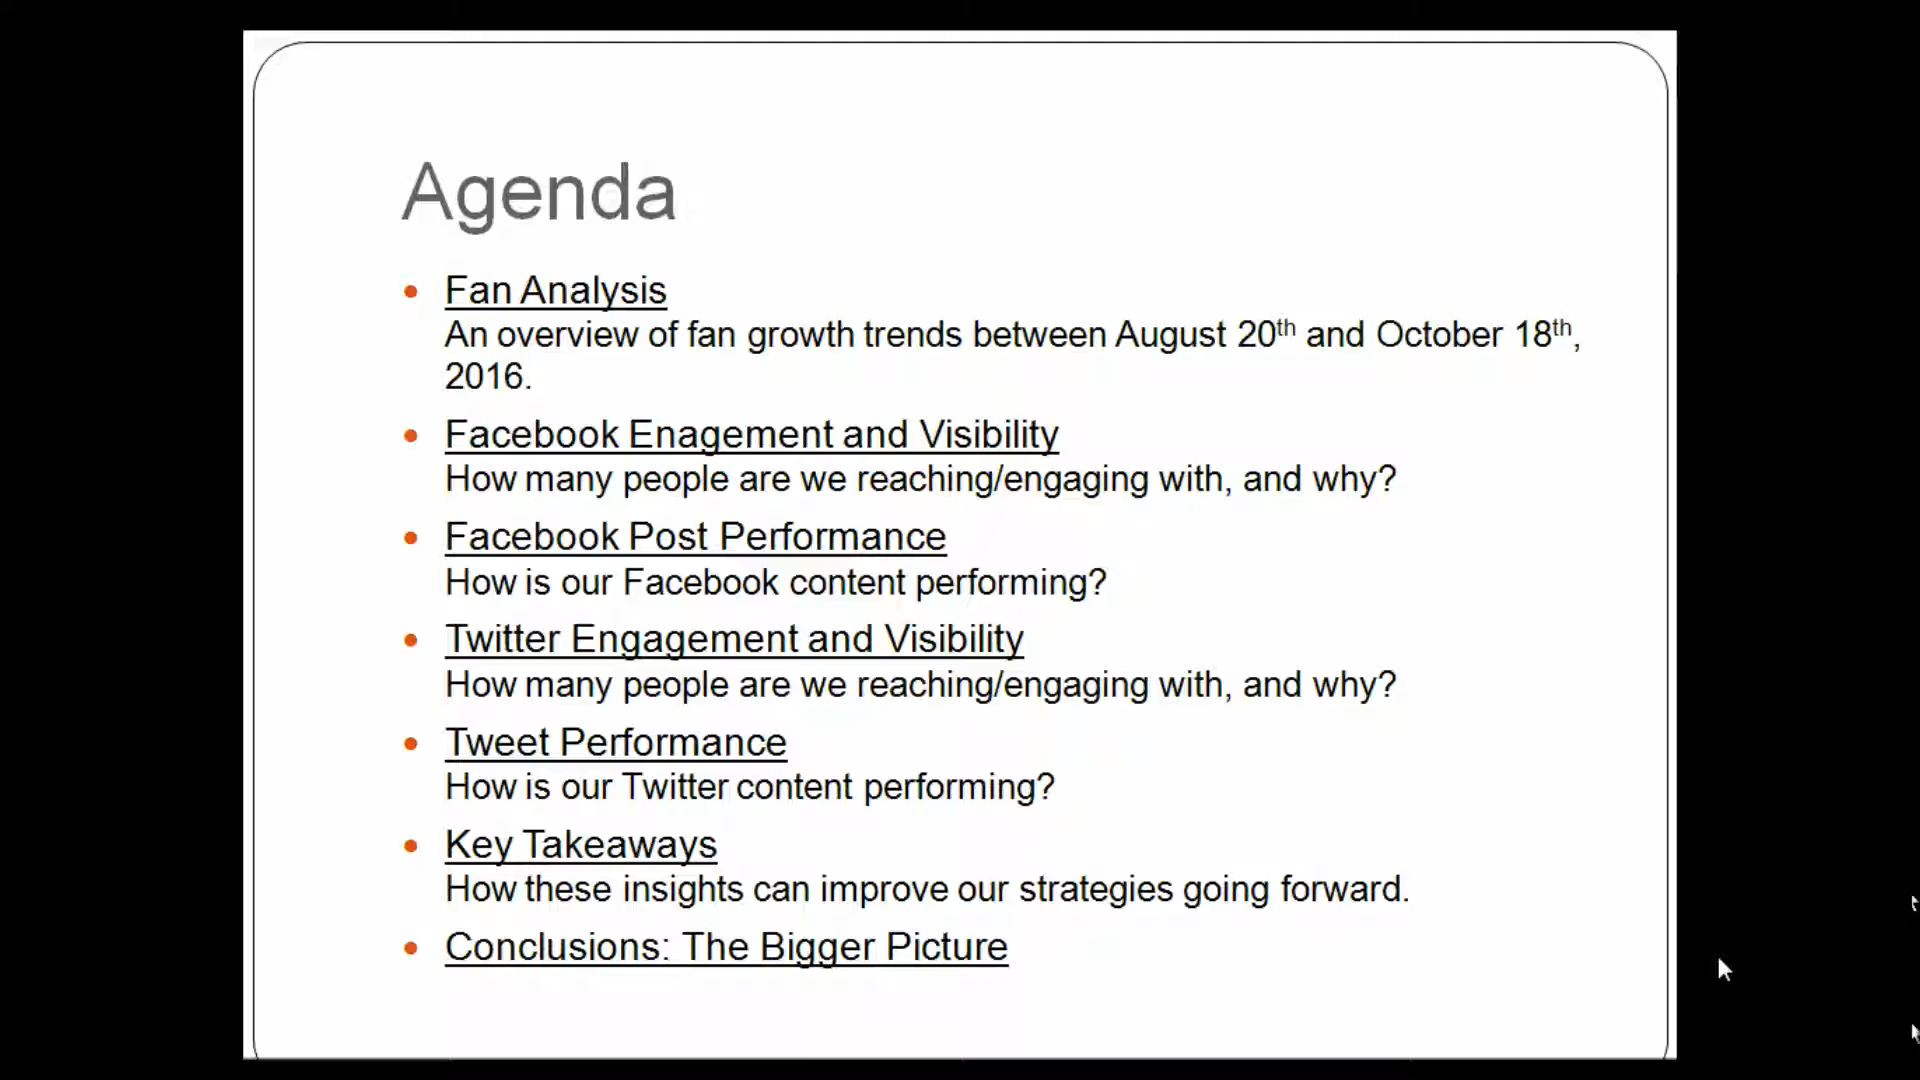 Agenda
• Fan Analysis
An overview of fan growth trends between August 20th and October 18th,
2016.
• Facebook Enagement and Visibility
How many people are we reaching/engaging with, and why?
• Facebook Post Performance
How is our Facebook content performing?
• Twitter Engagement and Visibility
How many people are we reaching/engaging with, and why?
• Tweet Performance
How is our Twitter content performing?
• Key Takeaways
How these insights can improve our strategies going forward.
• Conclusions: The Bigger Picture